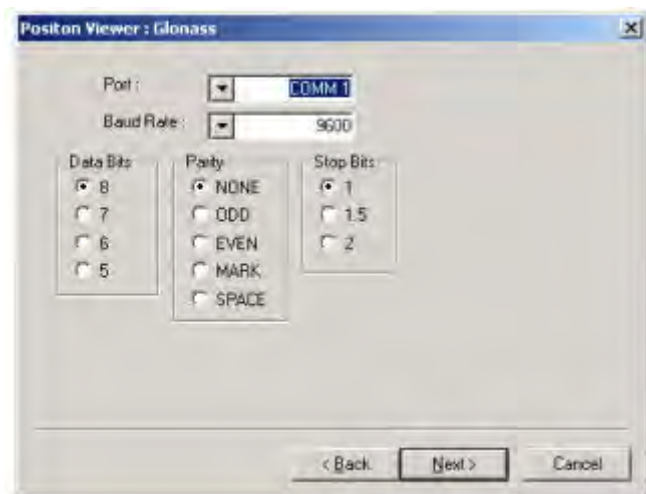 Positon Viewer : Glonass
Port :
COMM 1
Baud Rate :
9600
Data Bits
8
7
6
5
Parity
NONE
ODD
EVEN
MARK
SPACE
Stop Bits
1
1.5
2
< Back
Next >
Cancel